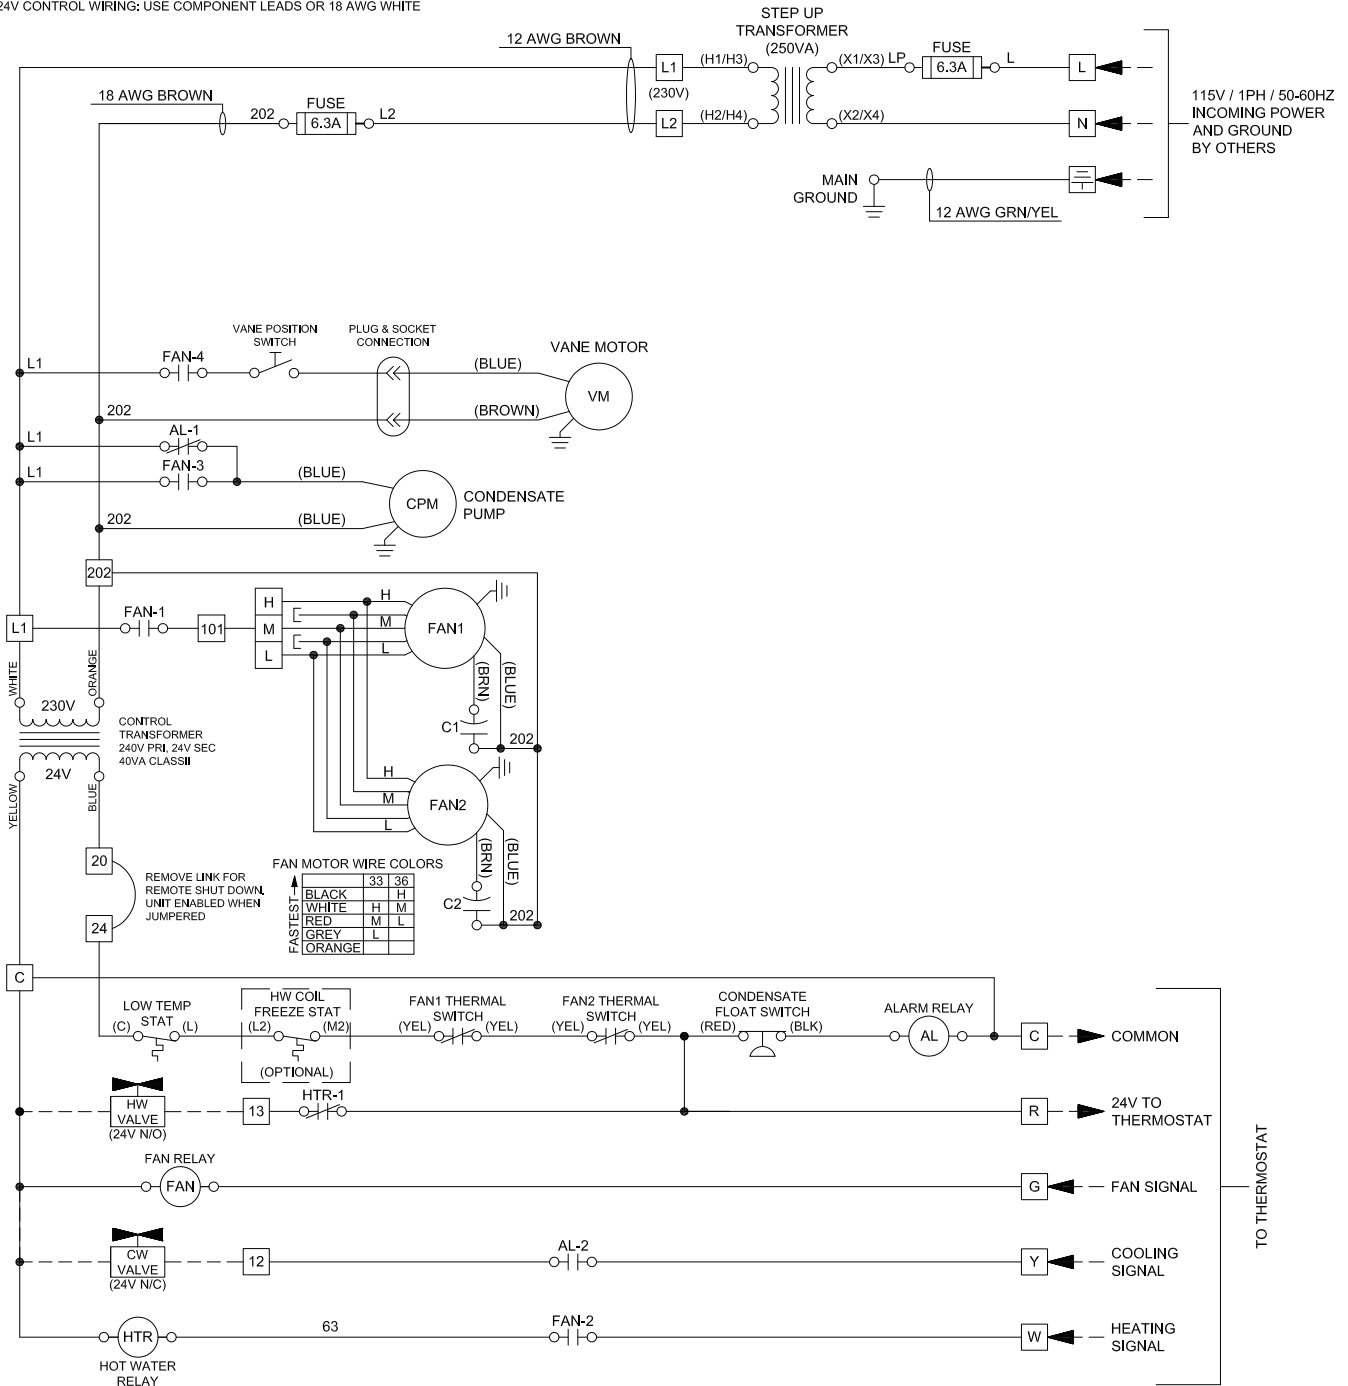 24V CONTROL WIRING: USE COMPONENT LEADS OR 18 AWG WHITE
STEP UP
TRANSFORMER
(250VA)
12 AWG BROWN
L1
(H1/H3)
(X1/X3)
LP
FUSE
6.3A
L
L
(230V)
18 AWG BROWN
202
FUSE
6.3A
L2
L2
(H2/H4)
(X2/X4)
N
115V / 1PH / 50-60HZ
INCOMING POWER
AND GROUND
BY OTHERS
MAIN
GROUND
12 AWG GRN/YEL
VANE POSITION
SWITCH
PLUG & SOCKET
CONNECTION
VANE MOTOR
L1
FAN-4
(BLUE)
VM
202
(BROWN)
L1
AL-1
L1
FAN-3
(BLUE)
CPM
CONDENSATE
PUMP
202
(BLUE)
202
L1
FAN-1
101
H
M
L
H
M
L
FAN1
(BRN)
(BLUE)
C1
202
WHITE
ORANGE
230V
CONTROL
TRANSFORMER
240V PRI, 24V SEC
40VA CLASSII
24V
YELLOW
BLUE
H
M
L
FAN2
(BRN)
(BLUE)
C2
202
20
REMOVE LINK FOR
REMOTE SHUT DOWN.
UNIT ENABLED WHEN
JUMPERED
24
FAN MOTOR WIRE COLORS
FASTEST
33 36
BLACK H
WHITE H M
RED M L
GREY L
ORANGE
C
LOW TEMP
STAT
(C) (L)
HW COIL
FREEZE STAT
(L2) (M2)
(OPTIONAL)
FAN1 THERMAL
SWITCH
(YEL) (YEL)
FAN2 THERMAL
SWITCH
(YEL) (YEL)
CONDENSATE
FLOAT SWITCH
(RED) (BLK)
ALARM RELAY
AL
C
COMMON
HW
VALVE
(24V N/O)
13
HTR-1
R
24V TO
THERMOSTAT
FAN RELAY
FAN
G
FAN SIGNAL
CW
VALVE
(24V N/C)
12
AL-2
Y
COOLING
SIGNAL
HTR
63
FAN-2
W
HEATING
SIGNAL
HOT WATER
RELAY
TO THERMOSTAT